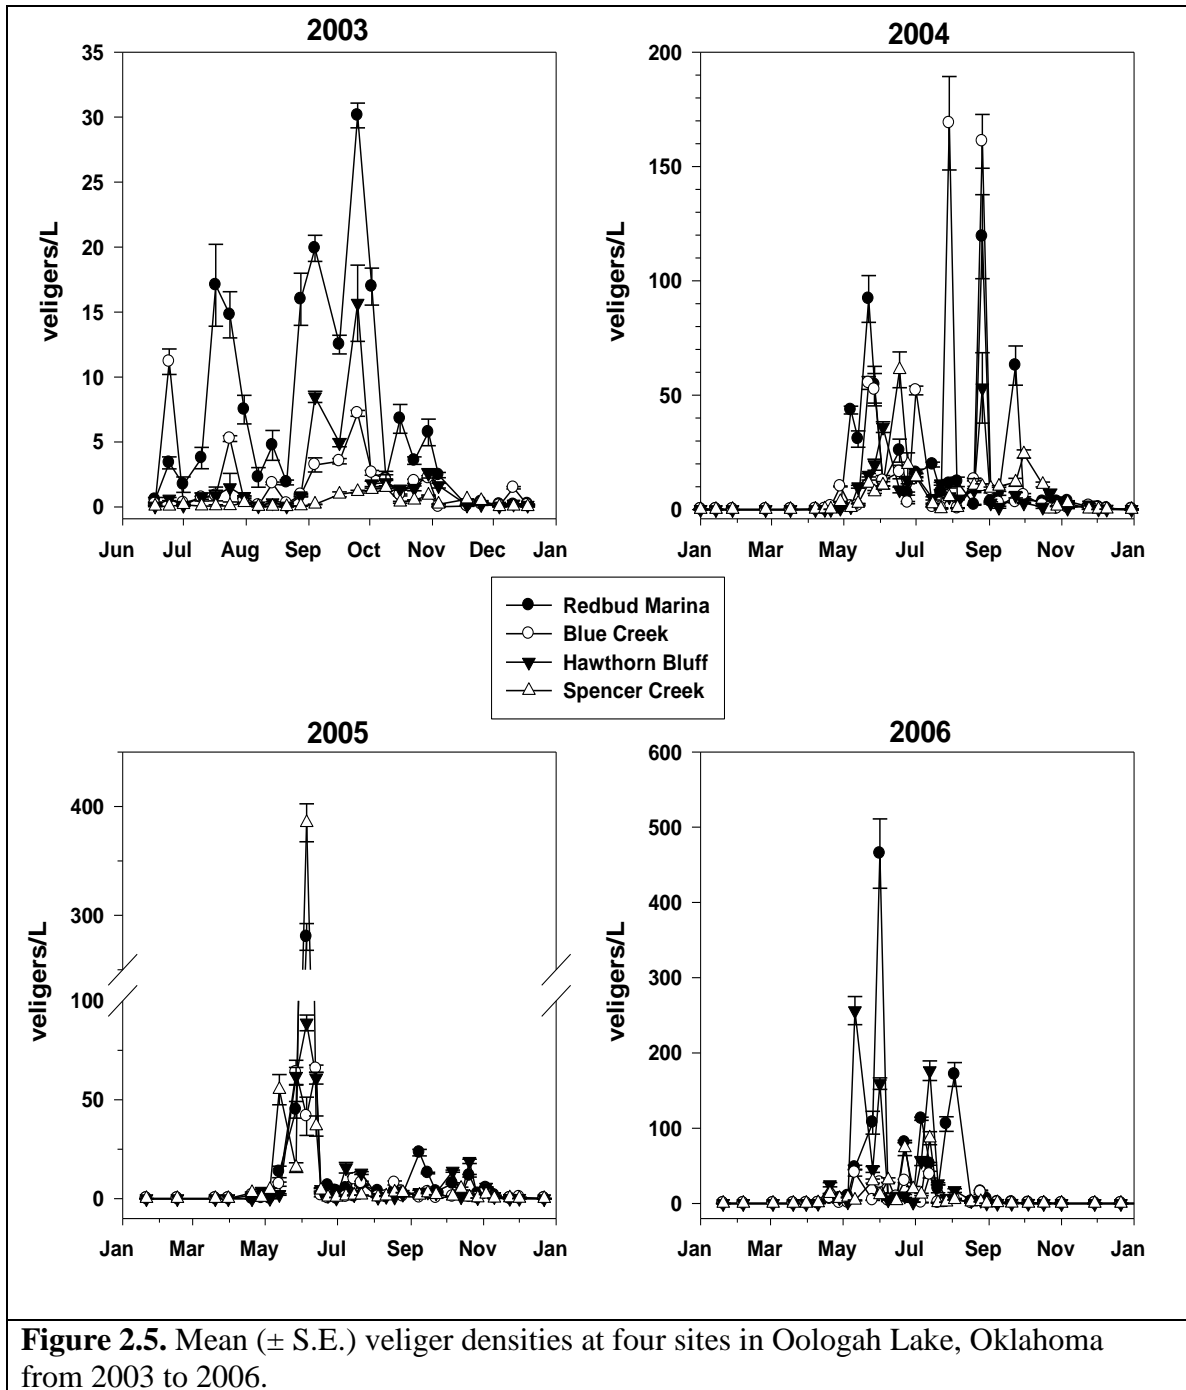 2003
35
30
25
20
15
10
5
0
veligers/L
Jun Jul Aug Sep Oct Nov Dec Jan
2004
200
150
100
50
0
veligers/L
Jan Mar May Jul Sep Nov Jan
Redbud Marina
Blue Creek
Hawthorn Bluff
Spencer Creek
2005
400
300
100
50
0
veligers/L
Jan Mar May Jul Sep Nov Jan
2006
600
500
400
300
200
100
0
veligers/L
Jan Mar May Jul Sep Nov Jan
Figure 2.5. Mean (± S.E.) veliger densities at four sites in Oologah Lake, Oklahoma
from 2003 to 2006.